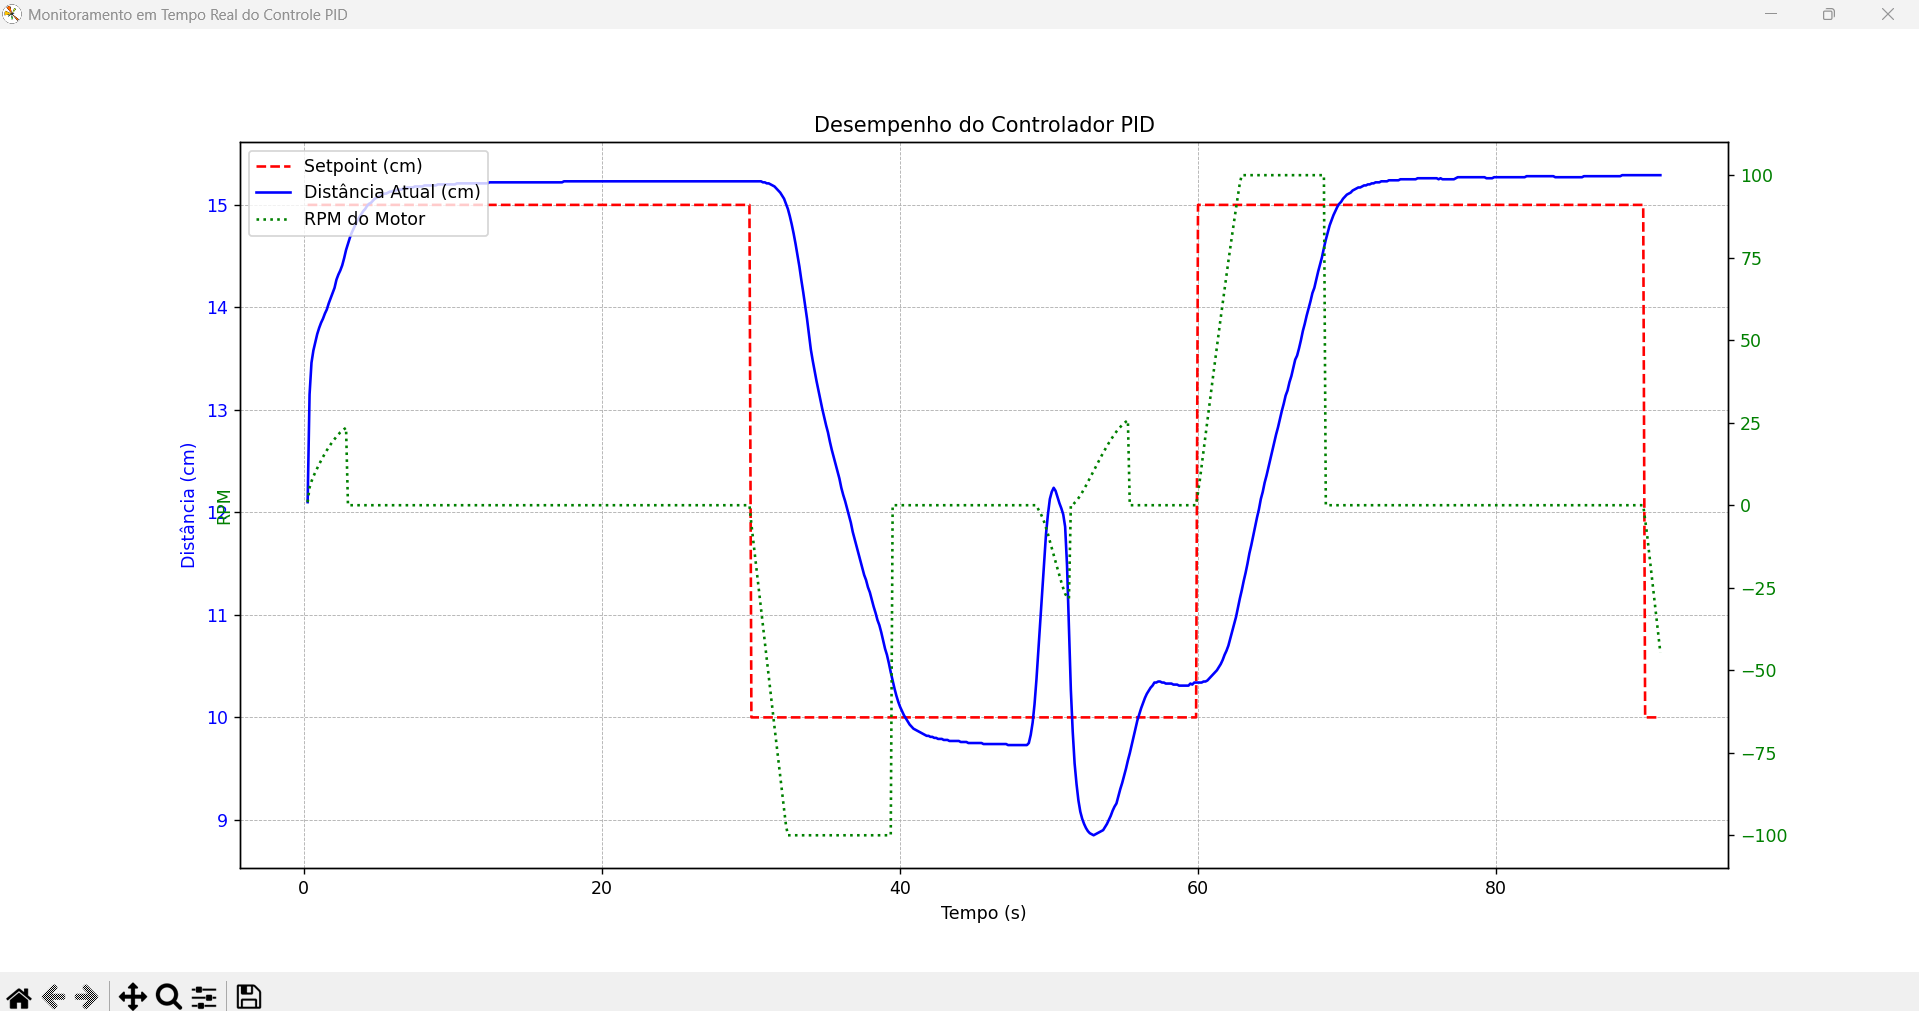 Monitoramento em Tempo Real do Controle PID
Desempenho do Controlador PID
Setpoint (cm)
Distância Atual (cm)
RPM do Motor
15
14
13
12
11
10
9
Distância (cm)
RPM
100
75
50
25
0
−25
−50
−75
−100
0 20 40 60 80
Tempo (s)